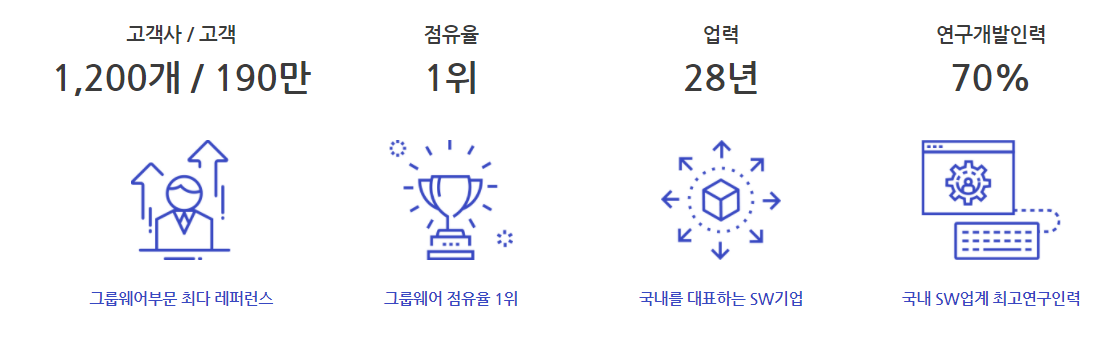 고객사 / 고객
1,200개 / 190만
그룹웨어부문 최다 레퍼런스
점유율
1위
그룹웨어 점유율 1위
업력
28년
국내를 대표하는 SW기업
연구개발인력
70%
국내 SW업계 최고연구인력